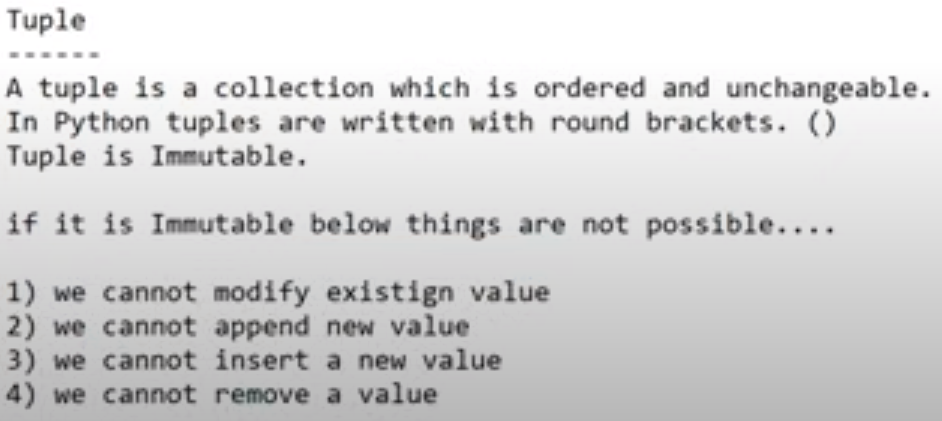 Tuple
------
A tuple is a collection which is ordered and unchangeable.
In Python tuples are written with round brackets. ()
Tuple is Immutable.
if it is Immutable below things are not possible....
1) we cannot modify existign value
2) we cannot append new value
3) we cannot insert a new value
4) we cannot remove a value